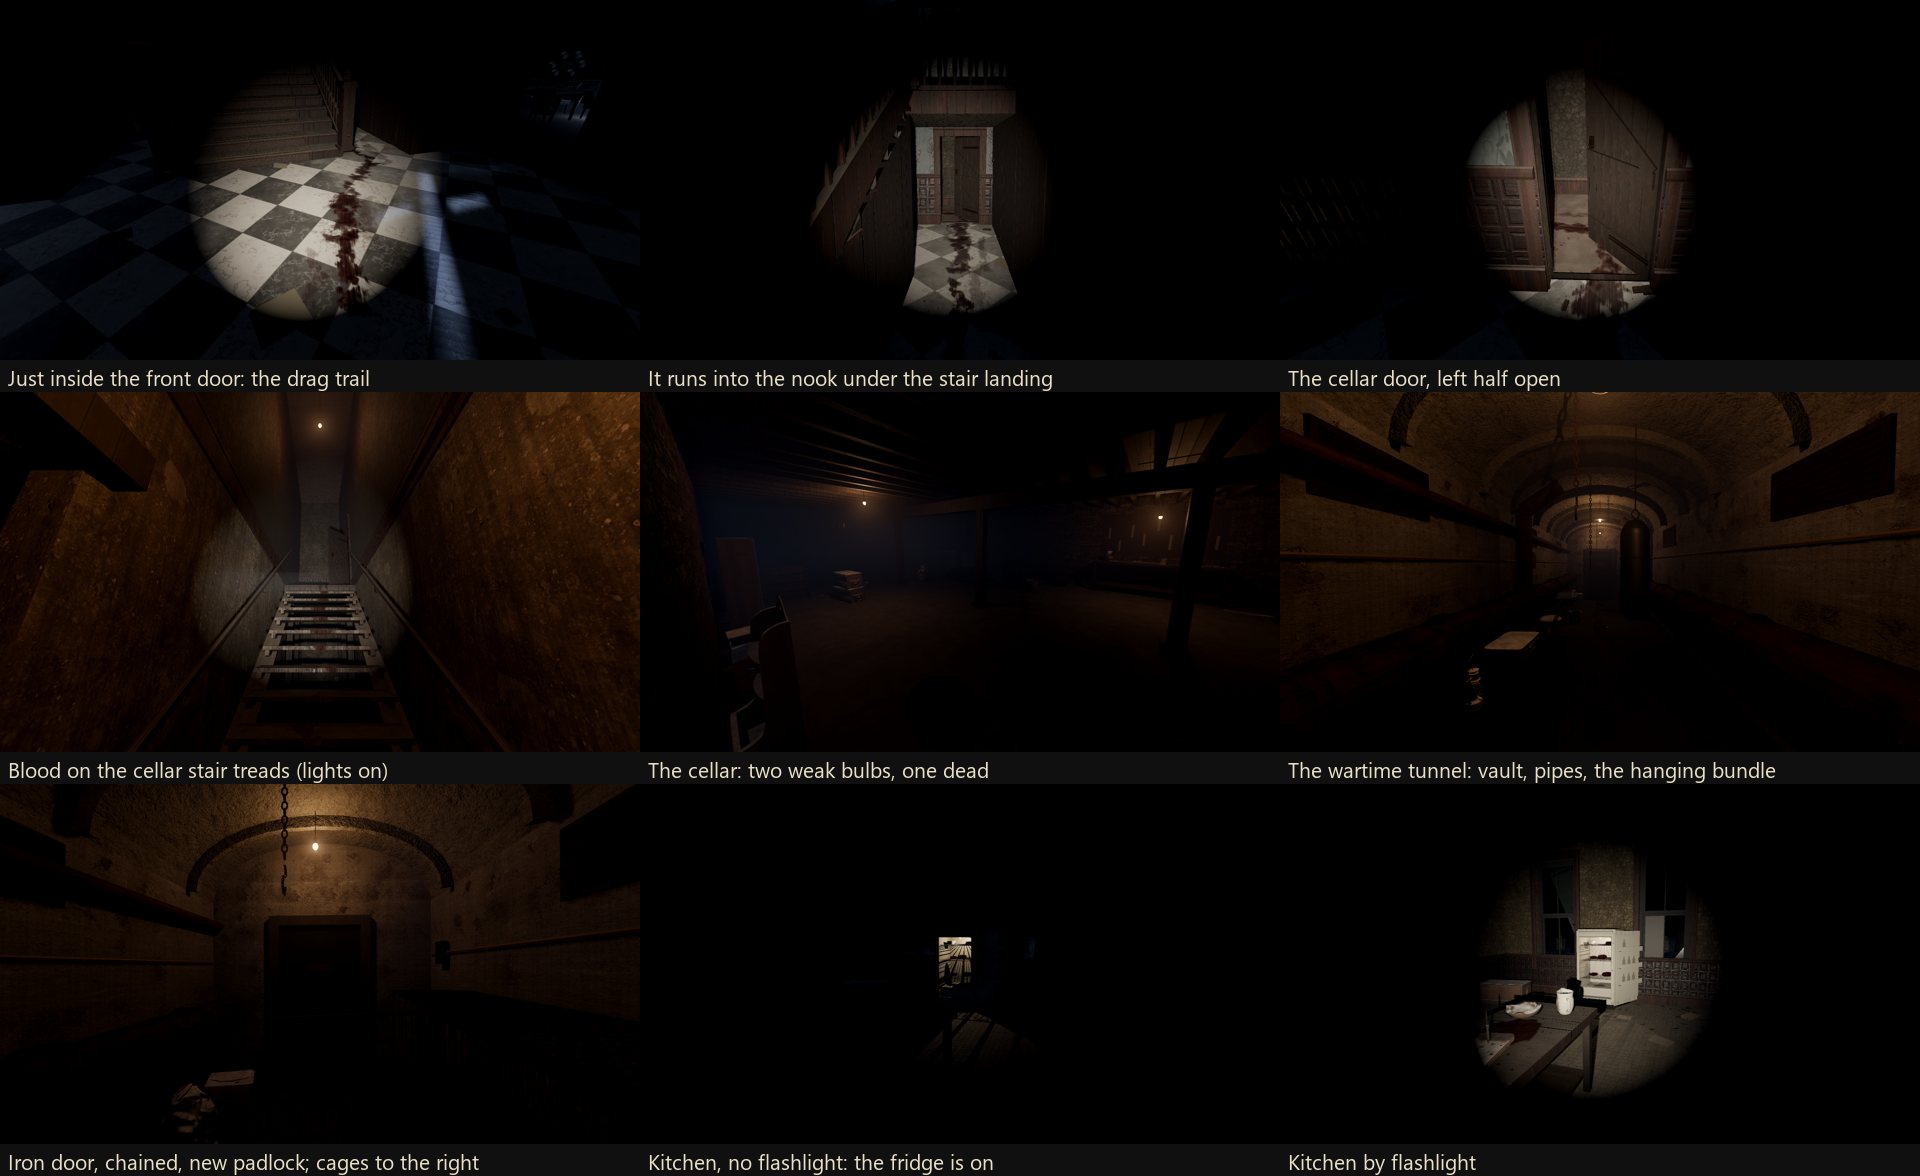 Just inside the front door: the drag trail
It runs into the nook under the stair landing
The cellar door, left half open
Blood on the cellar stair treads (lights on)
The cellar: two weak bulbs, one dead
The wartime tunnel: vault, pipes, the hanging bundle
Iron door, chained, new padlock; cages to the right
Kitchen, no flashlight: the fridge is on
Kitchen by flashlight